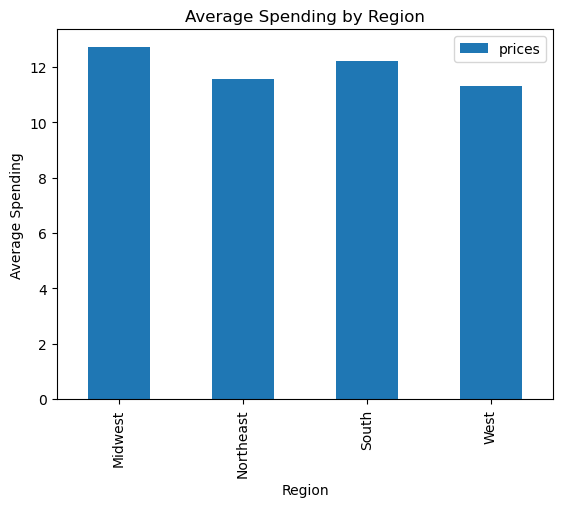 Average Spending by Region
prices
Average Spending
12
10
8
6
4
2
0
Midwest
Northeast
South
West
Region